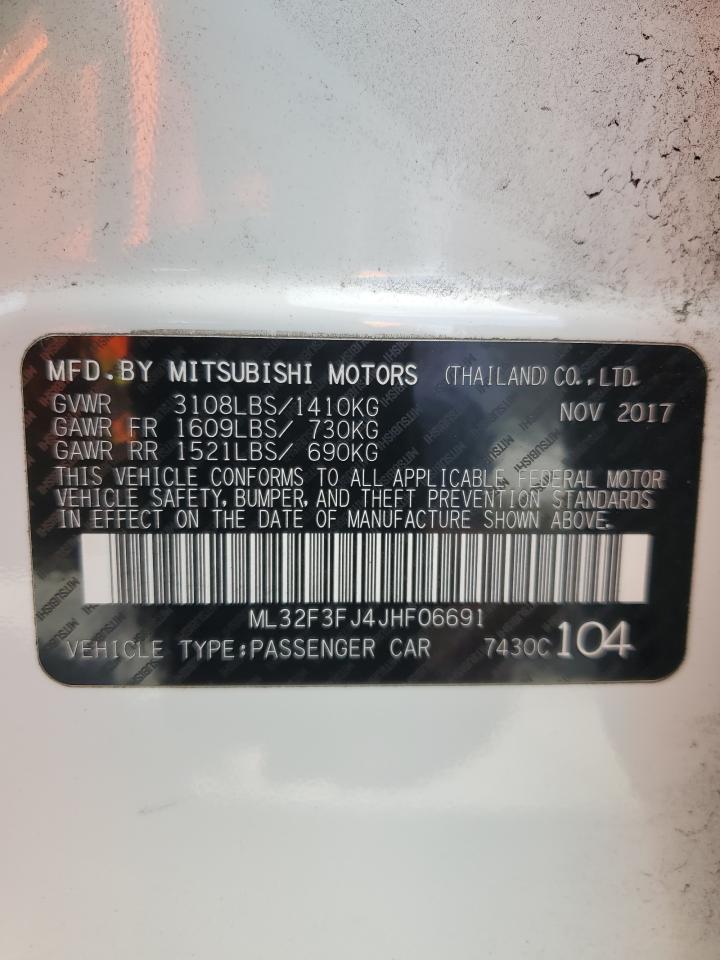 MFD.BY MITSUBISHI MOTORS (THAILAND) CO.,LTD.
GVWR 3108LBS/1410KG NOV 2017
GAWR FR 1609LBS/ 730KG
GAWR RR 1521LBS/ 690KG
THIS VEHICLE CONFORMS TO ALL APPLICABLE FEDERAL MOTOR
VEHICLE SAFETY, BUMPER, AND THEFT PREVENTION STANDARDS
IN EFFECT ON THE DATE OF MANUFACTURE SHOWN ABOVE.
ML32F3FJ4JHF06691
VEHICLE TYPE:PASSENGER CAR 7430C 104